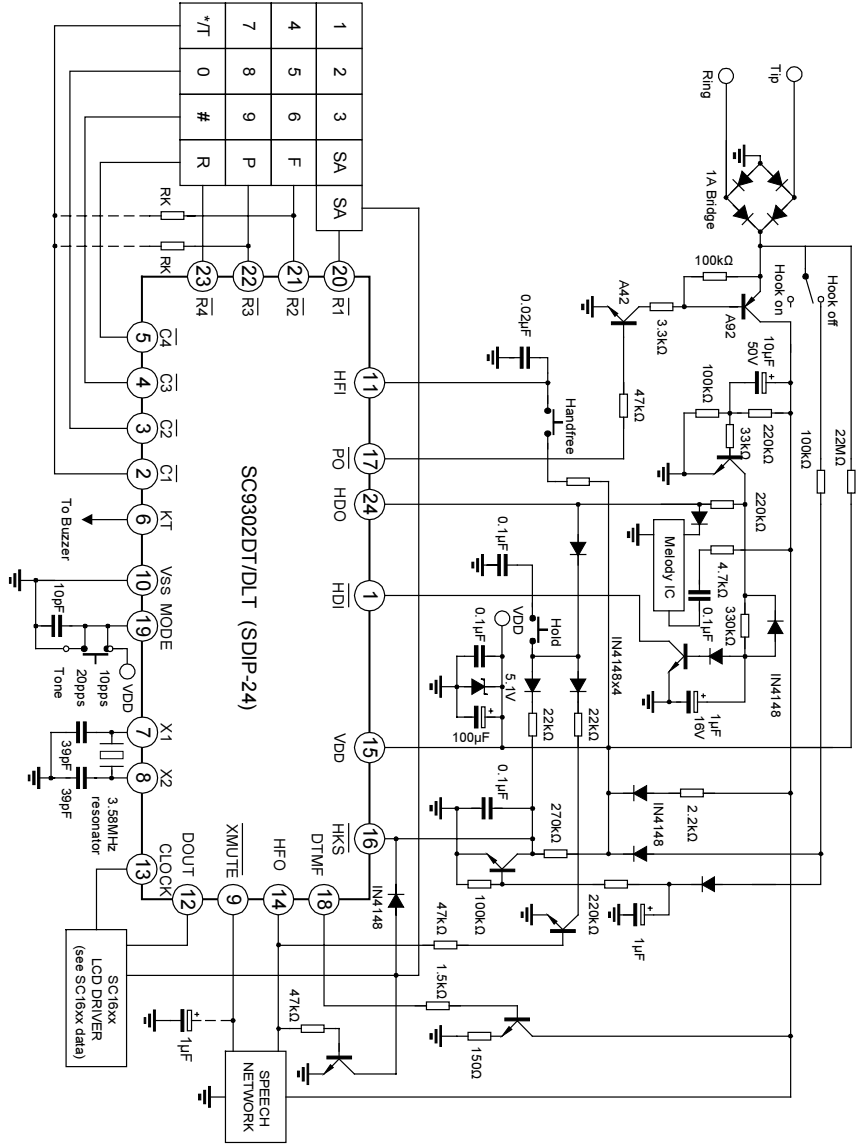 22MΩ
100kΩ
Hook off
Hook on
Tip
Ring
1A Bridge
100kΩ
A92
A42
3.3kΩ
10µF
50V
+
100kΩ
220kΩ
33kΩ
220kΩ
4.7kΩ
0.1µF
Melody IC
330kΩ
IN4148
1µF
16V
+
2.2kΩ
IN4148
IN4148x4
47kΩ
Handfree
0.02µF
0.1µF
Hold
VDD
0.1µF
5.1V
100µF
+
22kΩ
22kΩ
0.1µF
270kΩ
100kΩ
220kΩ
1µF
+
IN4148
47kΩ
1.5kΩ
150Ω
47kΩ
HFI
11
PO
17
HDO
24
HDI
1
VDD
15
HKS
16
R1
20
R2
21
R3
22
R4
23
DTMF
18
HFO
14
XMUTE
9
DOUT
12
CLOCK
13
SC9302DT/DLT (SDIP-24)
C4
5
C3
4
C2
3
C1
2
KT
6
Vss
10
MODE
19
X1
7
X2
8
1 2 3 SA SA
4 5 6 F
7 8 9 P
*/T 0 # R
RK
RK
To Buzzer
10pF
VDD
10pps
20pps
Tone
39pF
39pF
3.58MHz
resonator
1µF
+
SPEECH
NETWORK
SC16xx
LCD DRIVER
(see SC16xx data)